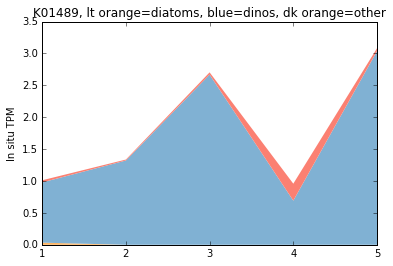 K01489, lt orange=diatoms, blue=dinos, dk orange=other
3.5
3.0
2.5
2.0
1.5
1.0
0.5
0.0
In situ TPM
1 2 3 4 5